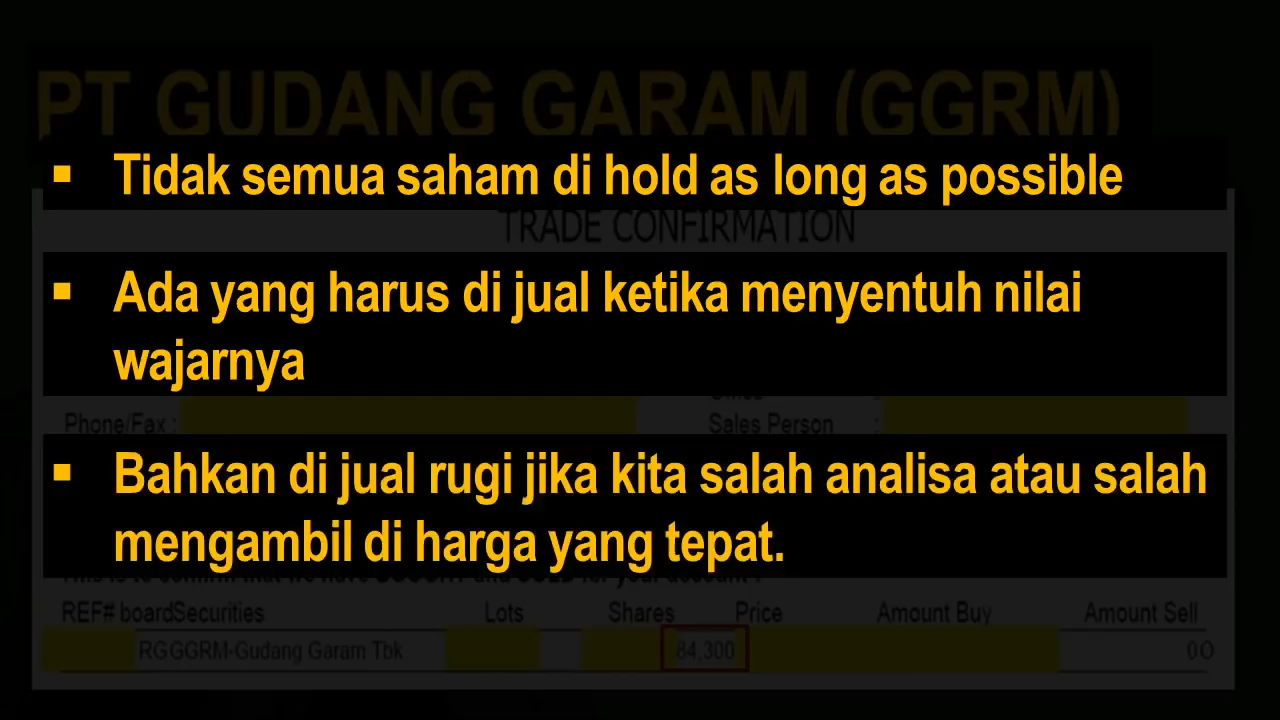 PT GUDANG GARAM (GGRM)
▪ Tidak semua saham di hold as long as possible
TRADE CONFIRMATION
▪ Ada yang harus di jual ketika menyentuh nilai
wajarnya
Phone/Fax : Sales Person :
▪ Bahkan di jual rugi jika kita salah analisa atau salah
mengambil di harga yang tepat.
REF# boardSecurities Lots Shares Price Amount Buy Amount Sell
RGGGRM-Gudang Garam Tbk 84,300 0O